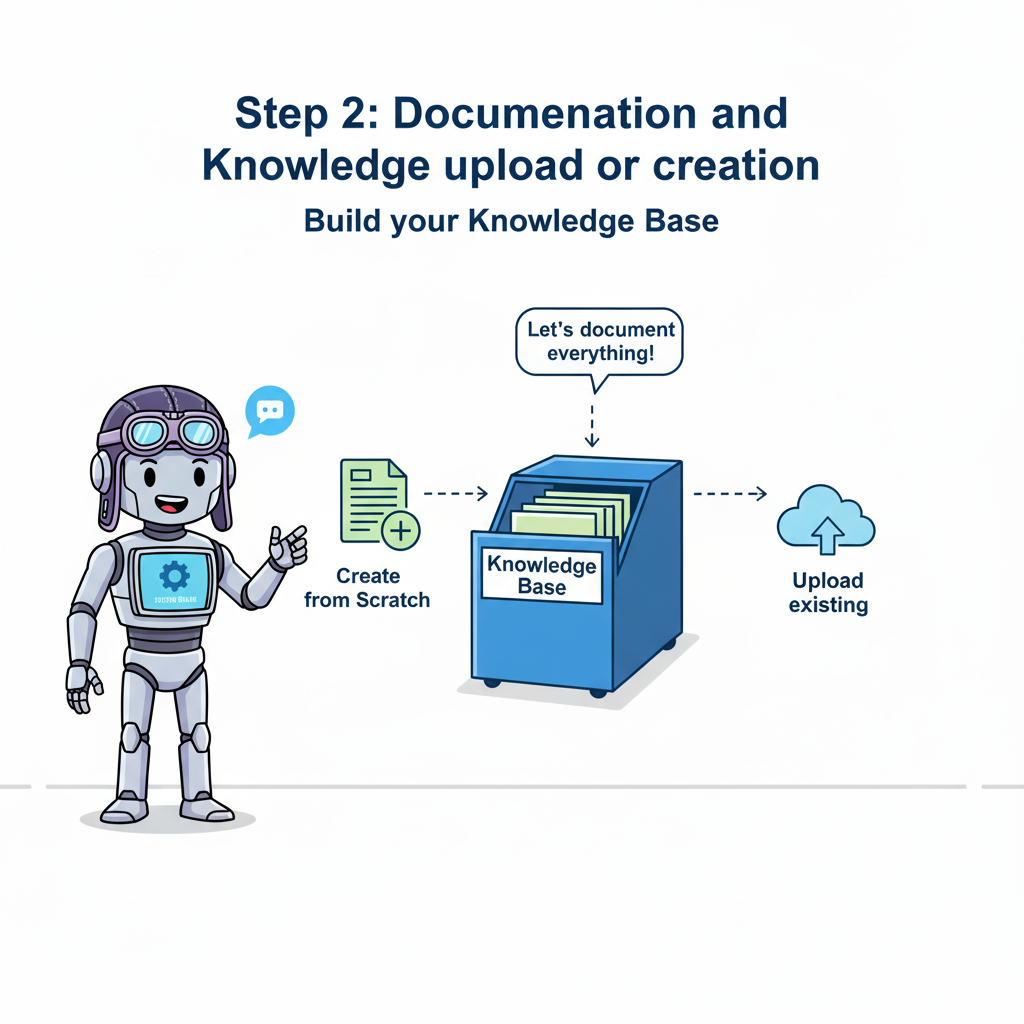 Step 2: Documenation and
Knowledge upload or creation
Build your Knowledge Base
Let's document
everything!
Create
from Scratch
Knowledge
Base
Upload
existing